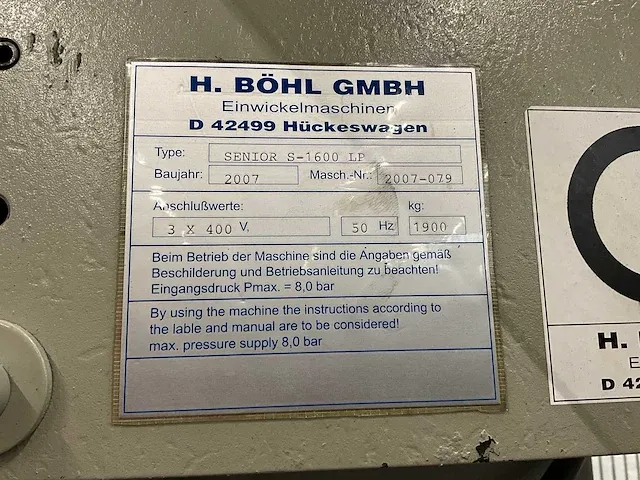 H. BÖHL GMBH
Einwickelmaschinen
D 42499 Hückeswagen
Type: SENIOR S-1600 LP
Baujahr: 2007 Masch.-Nr.: 2007-079
Anschlußwerte: kg:
3 X 400 V, 50 Hz 1900
Beim Betrieb der Maschine sind die Angaben gemäß
Beschilderung und Betriebsanleitung zu beachten!
Eingangsdruck Pmax. = 8,0 bar
By using the machine the instructions according to
the lable and manual are to be considered!
max. pressure supply 8,0 bar
H.
E
D 42